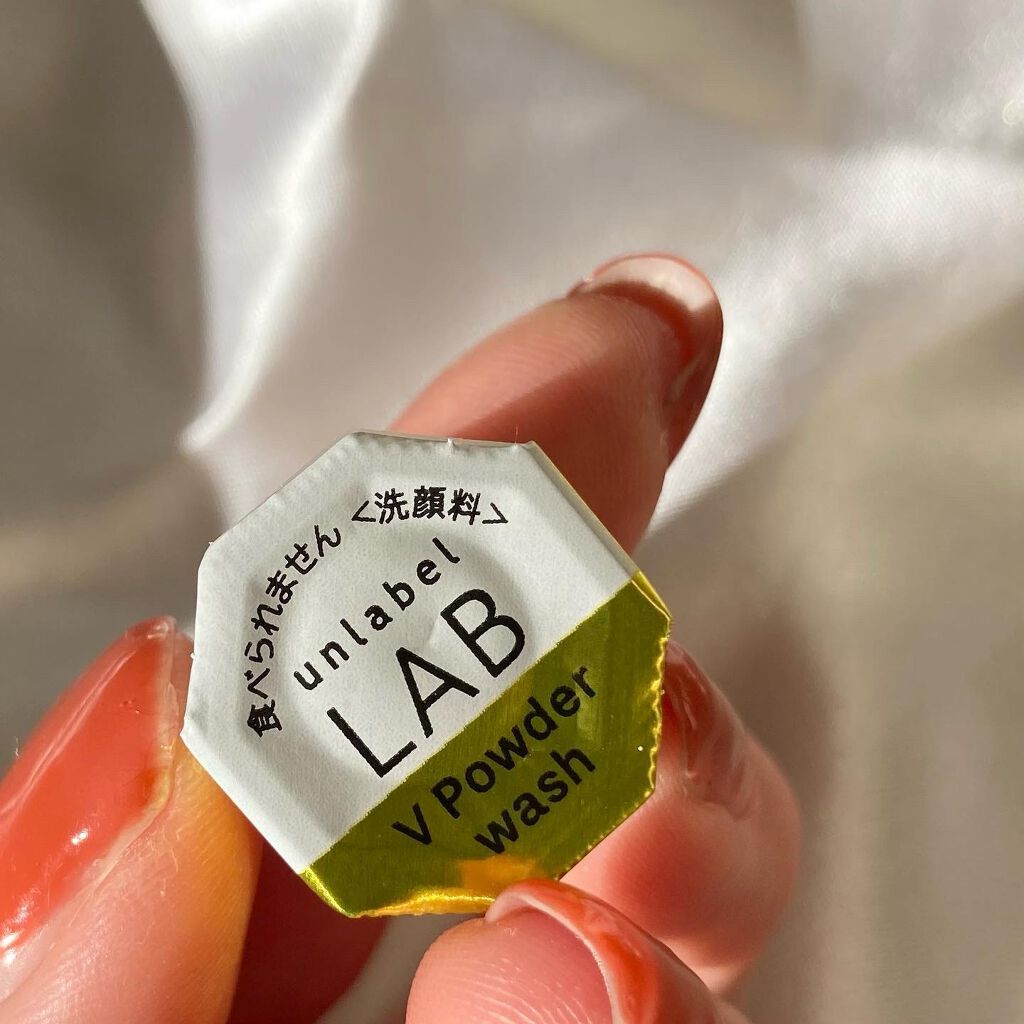 食べられません <洗顔料>
unlabel
LAB
V Powder
wash